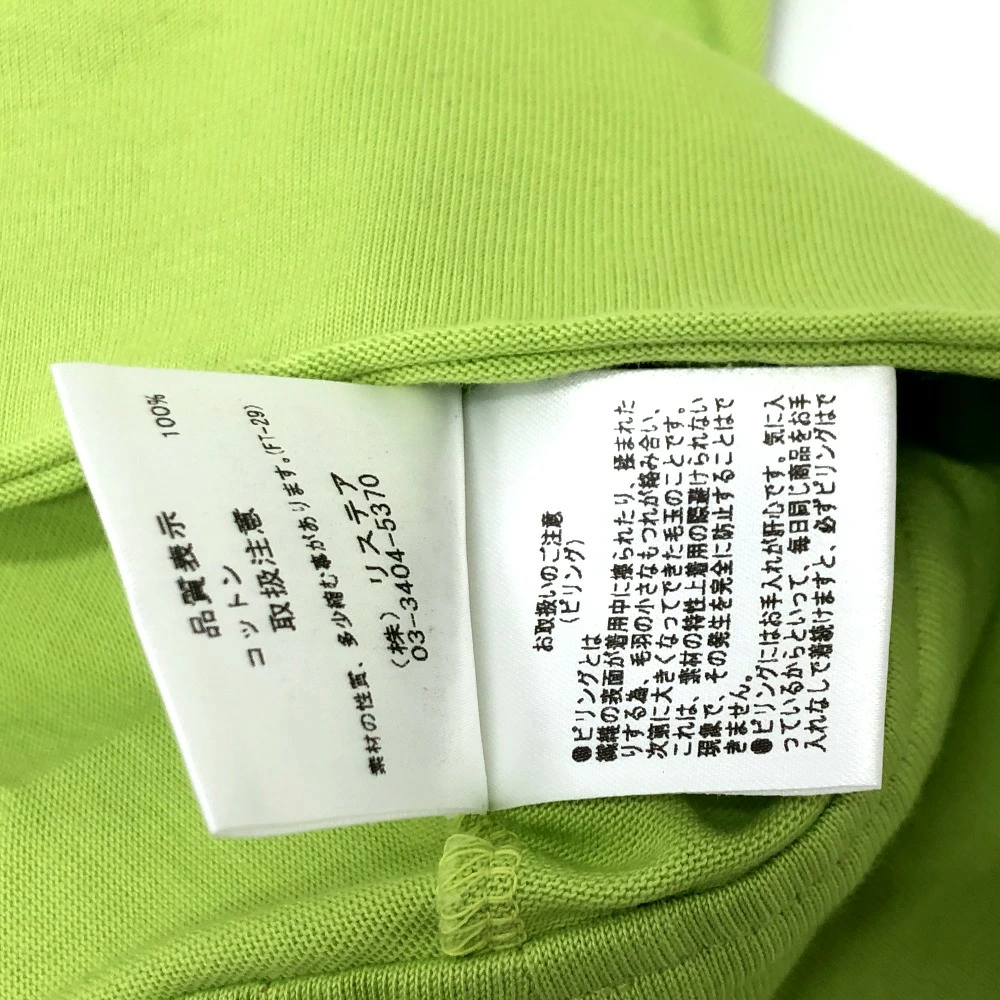 品質表示
コットン 100%
取扱注意
素材の性質、多少縮む事があります。(FT-29)
(株) リステア
03-3404-5370
お取扱いのご注意
(ピリング)
●ピリングとは
繊維の表面が着用中に擦られたり、揉まれた
りする為、毛羽の小さなもつれが絡み合い、
次第に大きくなってできた毛玉のことです。
これは、素材の特性上着用の際避けられない
現象で、その発生を完全に防止することはで
きません。
●ピリングにはお手入れが肝心です。気に入
っているからといって、毎日同じ商品をお手
入れなしで着続けますと、必ずピリングはで